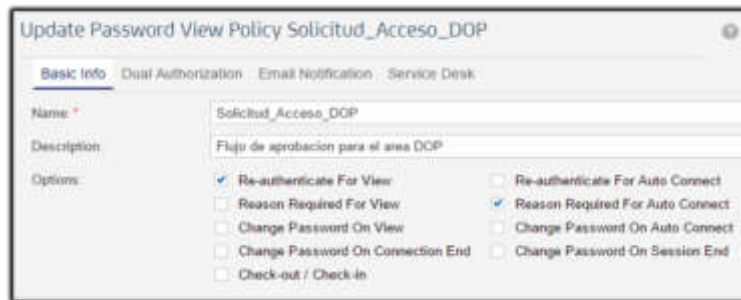 Update Password View Policy Solicitud_Acceso_DOP
Basic Info Dual Authorization Email Notification Service Desk
Name: * Solicitud_Acceso_DOP
Description: Flujo de aprobacion para el area DOP
Options: Re-authenticate For View Re-authenticate For Auto Connect
Reason Required For View Reason Required For Auto Connect
Change Password On View Change Password On Auto Connect
Change Password On Connection End Change Password On Session End
Check-out / Check-in